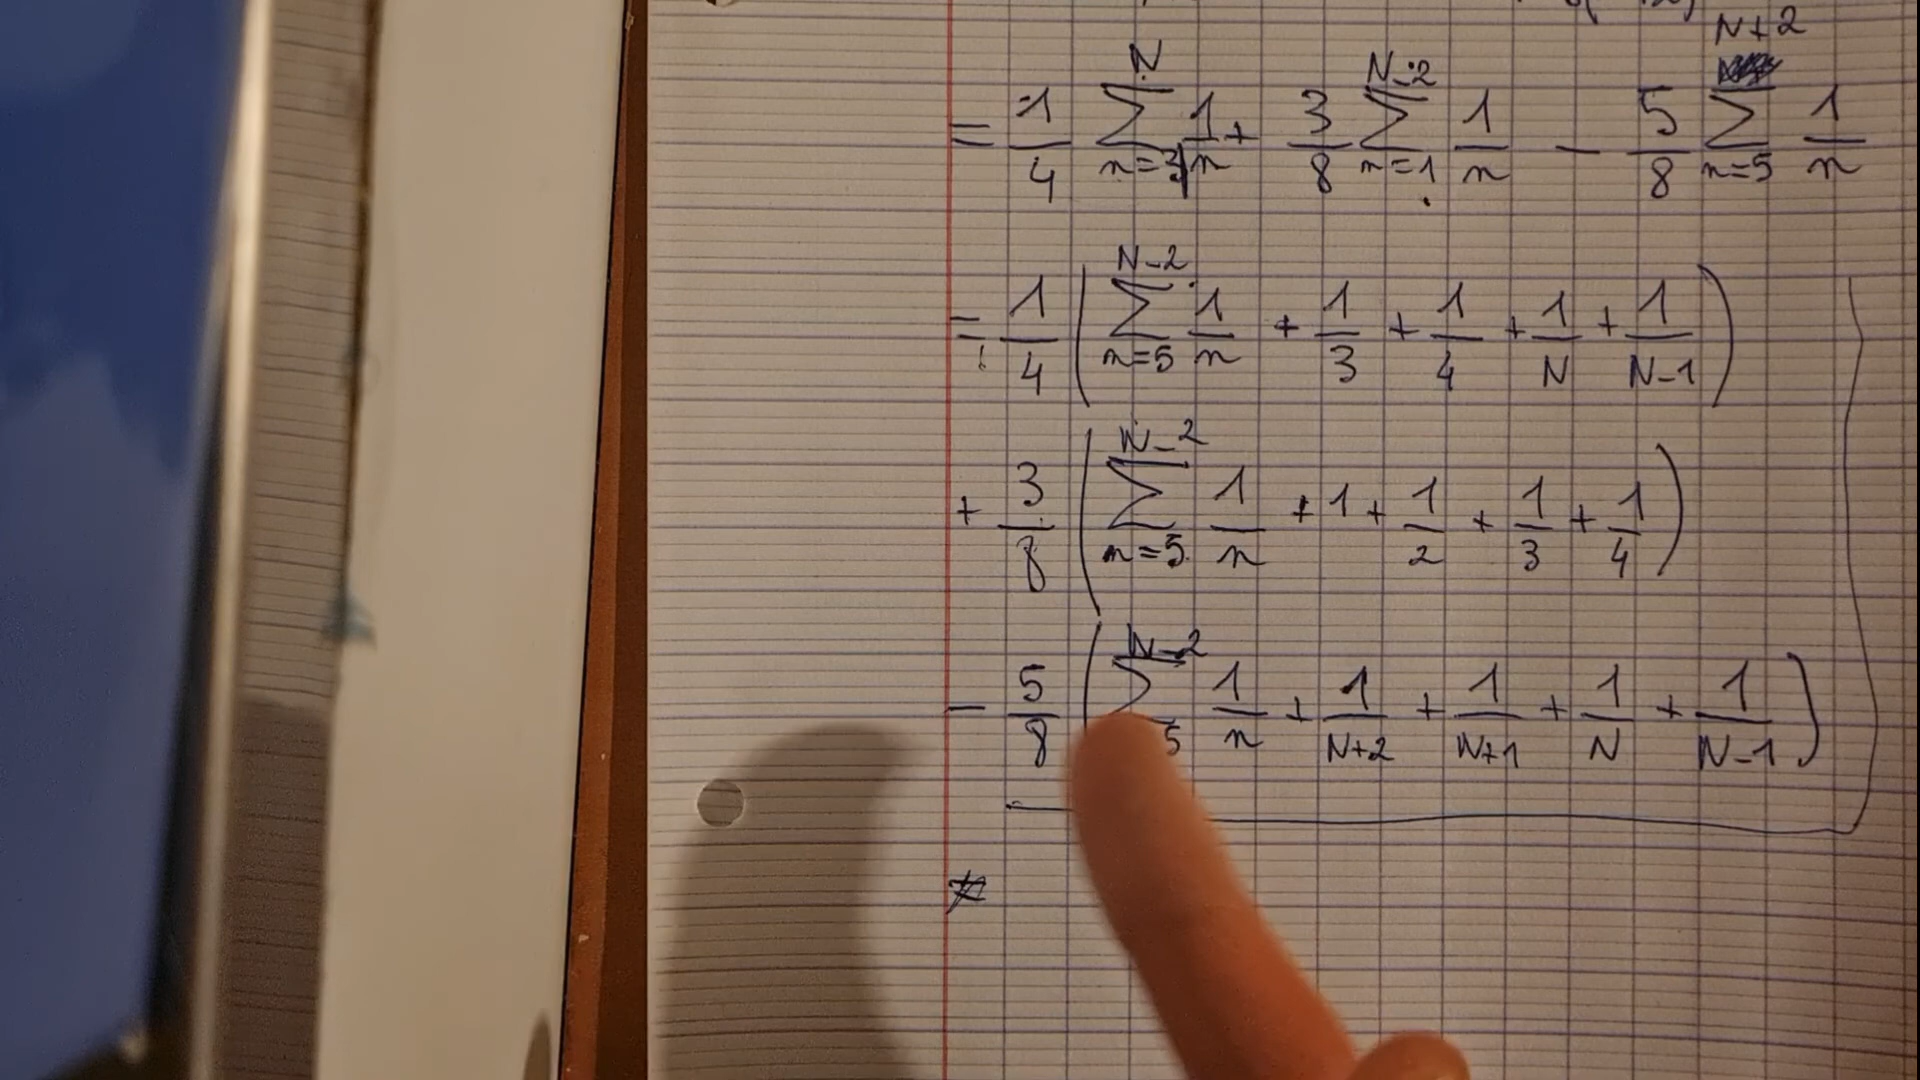 = 1/4 ∑_{n=3}^{N} 1/n + 3/8 ∑_{n=1}^{N-2} 1/n - 5/8 ∑_{n=5}^{N+2} 1/n
= 1/4 ( ∑_{n=5}^{N-2} 1/n + 1/3 + 1/4 + 1/N + 1/(N-1) )
+ 3/8 ( ∑_{n=5}^{N-2} 1/n + 1 + 1/2 + 1/3 + 1/4 )
- 5/8 ( ∑_{5}^{N-2} 1/n + 1/(N+2) + 1/(N+1) + 1/N + 1/(N-1) )